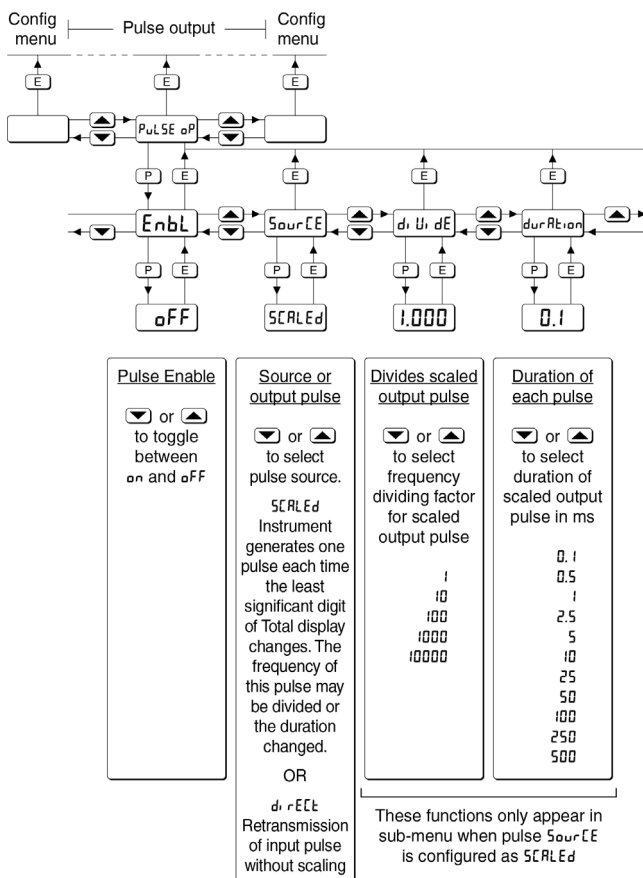 Config menu
Pulse output
Config menu
E
E
E
PuLSE oP
P
E
E
E
E
EnbL
SourCE
di Ui dE
durAtion
P
E
P
E
P
E
P
E
oFF
SCALEd
1.000
0.1
Pulse Enable
or
to toggle
between
on and oFF
Source or
output pulse
or
to select
pulse source.
SCALEd
Instrument
generates one
pulse each time
the least
significant digit
of Total display
changes. The
frequency of
this pulse may
be divided or
the duration
changed.
OR
di rECt
Retransmission
of input pulse
without scaling
Divides scaled
output pulse
or
to select
frequency
dividing factor
for scaled
output pulse
1
10
100
1000
10000
Duration of
each pulse
or
to select
duration of
scaled output
pulse in ms
0.1
0.5
1
2.5
5
10
25
50
100
250
500
These functions only appear in
sub-menu when pulse SourCE
is configured as SCALEd